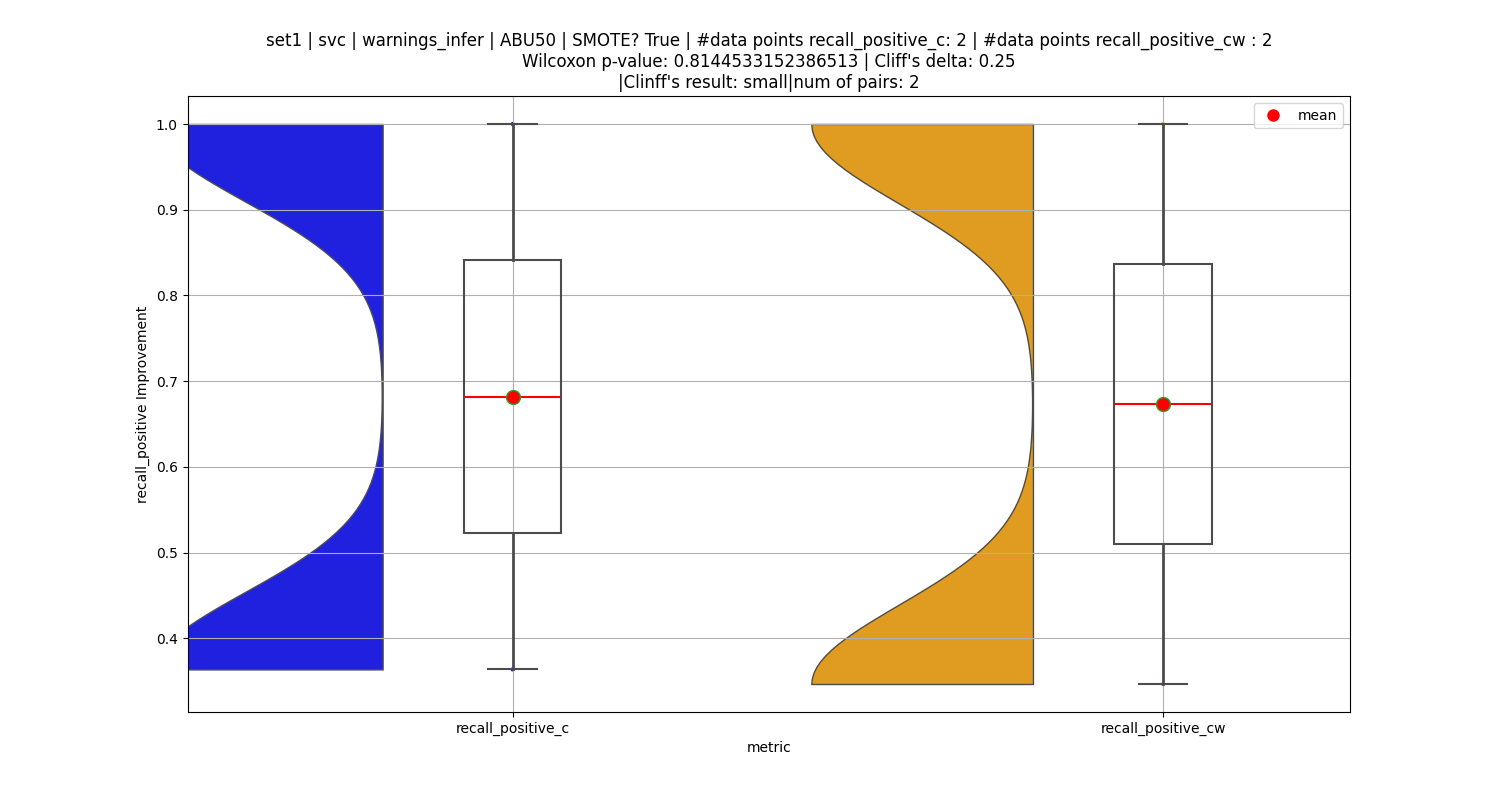 set1 | svc | warnings_infer | ABU50 | SMOTE? True | #data points recall_positive_c: 2 | #data points recall_positive_cw : 2
Wilcoxon p-value: 0.8144533152386513 | Cliff's delta: 0.25
|Clinff's result: small|num of pairs: 2
mean
1.0
0.9
0.8
0.7
0.6
0.5
0.4
recall_positive Improvement
recall_positive_c
recall_positive_cw
metric